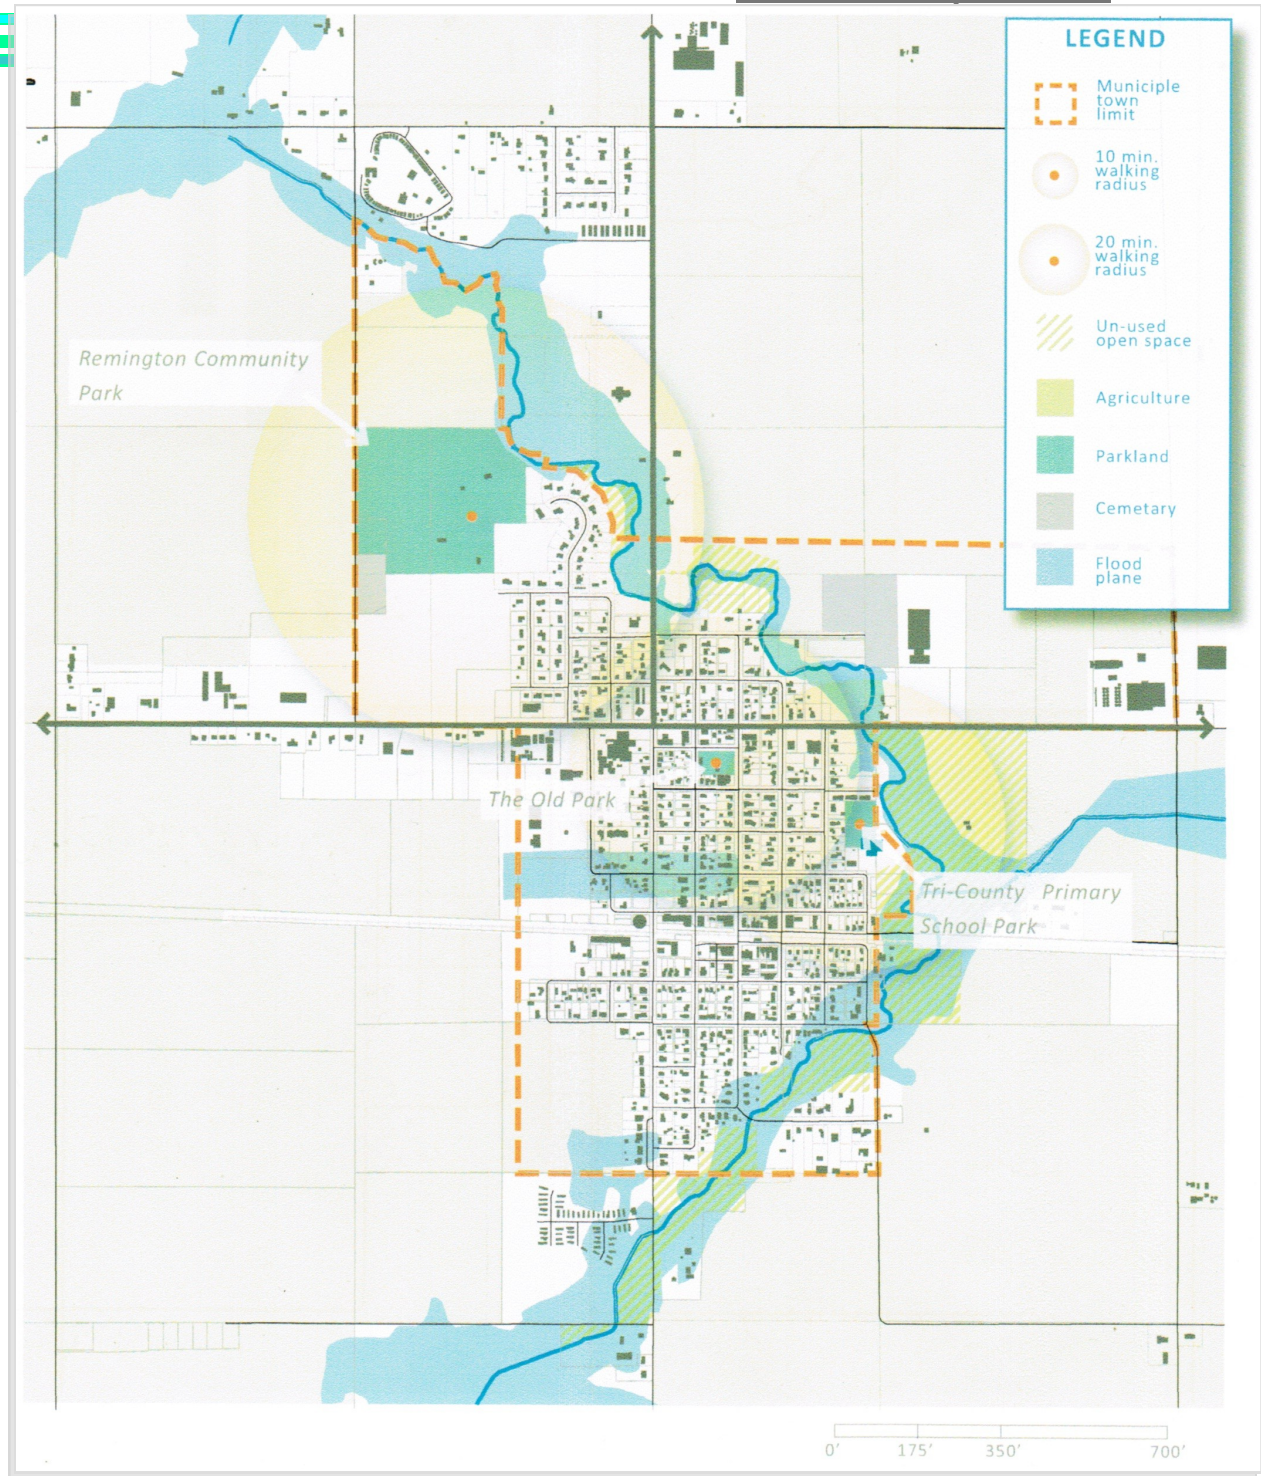 LEGEND
Municiple
town
limit
10 min.
walking
radius
20 min.
walking
radius
Un-used
open space
Agriculture
Parkland
Cemetary
Flood
plane
Remington Community
Park
The Old Park
Tri-County Primary
School Park
0' 175' 350' 700'